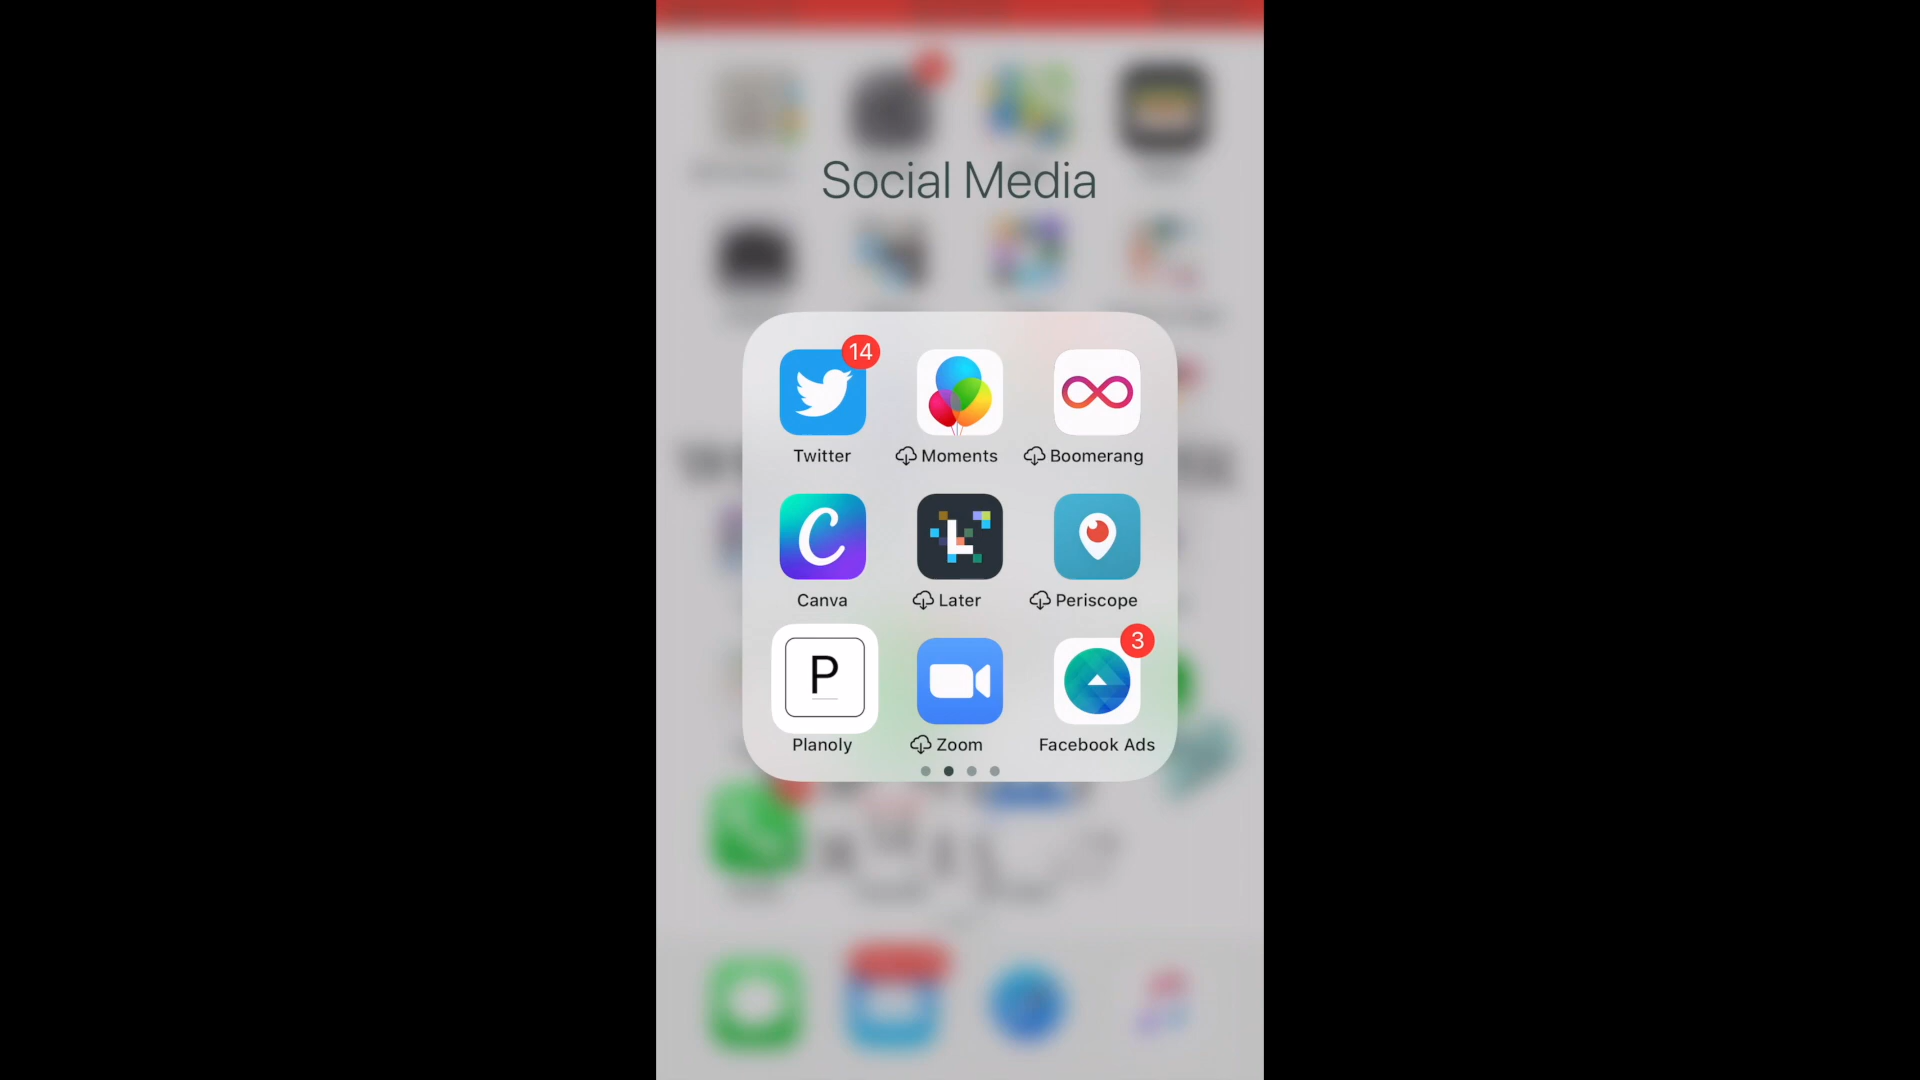 Social Media
14
Twitter
Moments
Boomerang
C
L
Canva
Later
Periscope
P
3
Planoly
Zoom
Facebook Ads